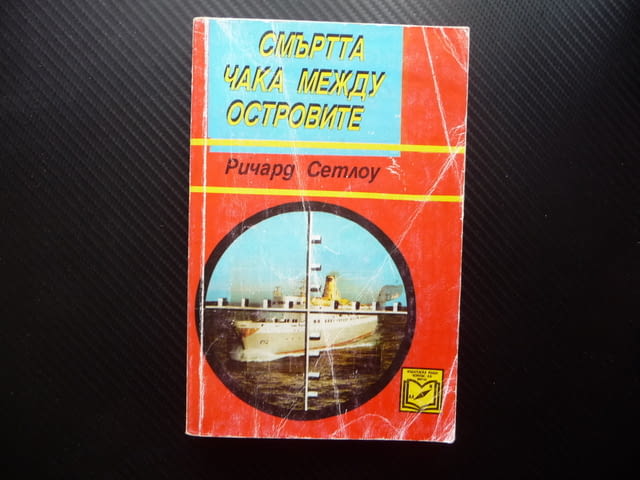 СМЪРТТА
ЧАКА МЕЖДУ
ОСТРОВИТЕ
Ричард Сетлоу